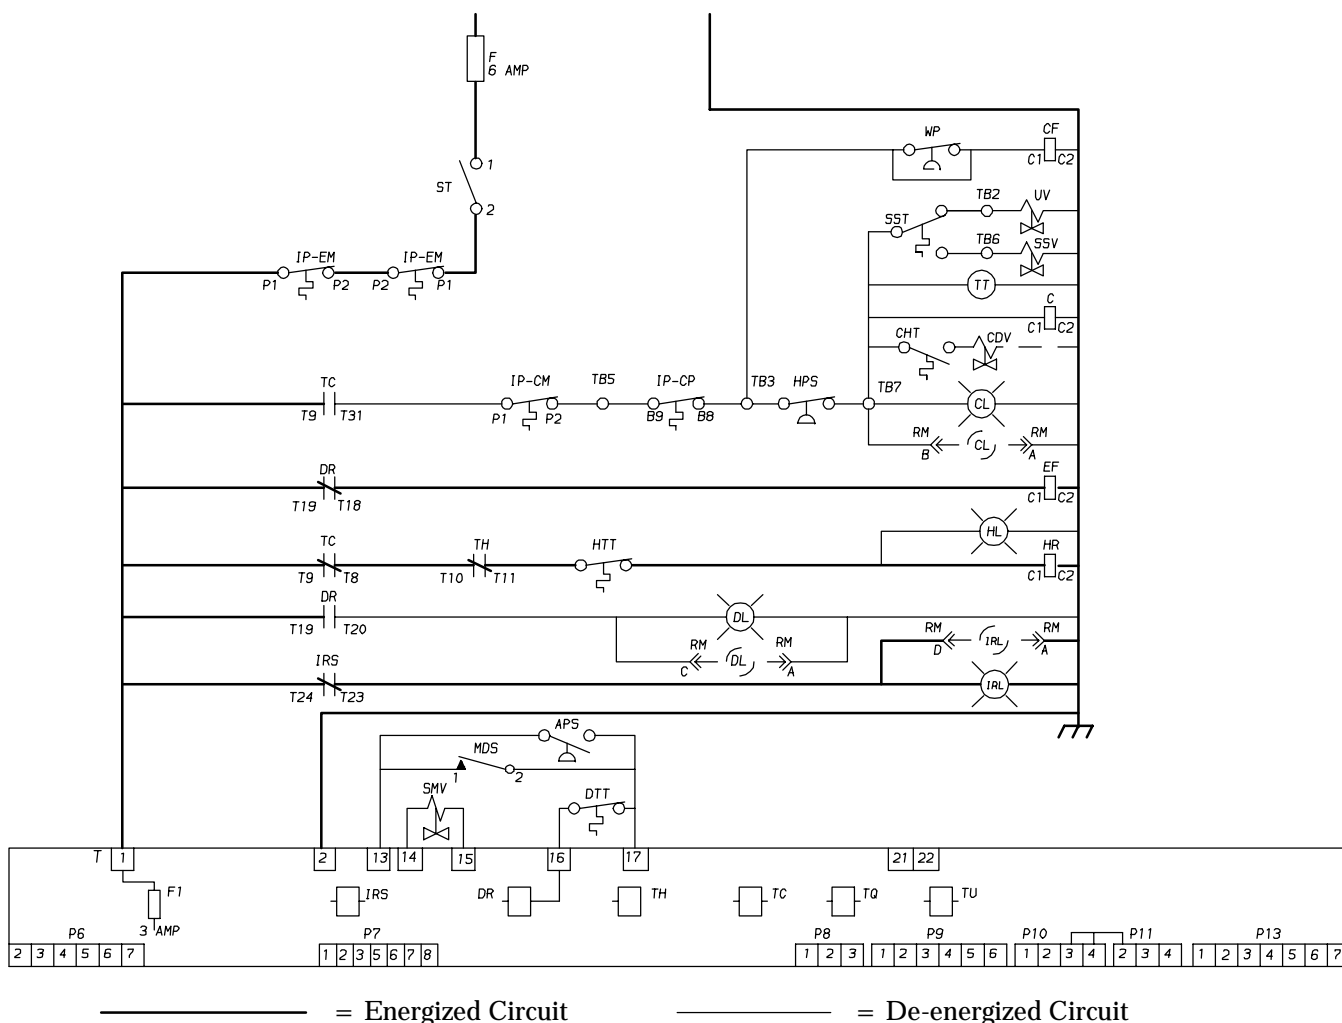 F
6 AMP
1
ST
2
WP
CF
C1 C2
TB2
UV
SST
TB6
SSV
IP-EM
IP-EM
P1
P2
P2
P1
TT
C
C1 C2
CHT
CDV
TC
IP-CM
TB5
IP-CP
TB3
HPS
TB7
T9
T31
P1
P2
B9
B8
CL
RM
RM
B
CL
A
DR
EF
T19
T18
C1 C2
HL
TC
TH
HTT
HR
T9
T8
T10
T11
C1 C2
DR
T19
T20
DL
RM
RM
RM
RM
D
IRL
A
C
DL
A
IRS
T24
T23
IRL
APS
MDS
1
2
SMV
DTT
T
1
2
13
14
15
16
17
21
22
F1
3 AMP
IRS
DR
TH
TC
TQ
TU
P6
P7
P8
P9
P10
P11
P13
2 3 4 5 6 7
1 2 3 5 6 7 8
1 2 3
1 2 3 4 5 6
1 2 3 4
2 3 4
1 2 3 4 5 6 7
= Energized Circuit
= De-energized Circuit